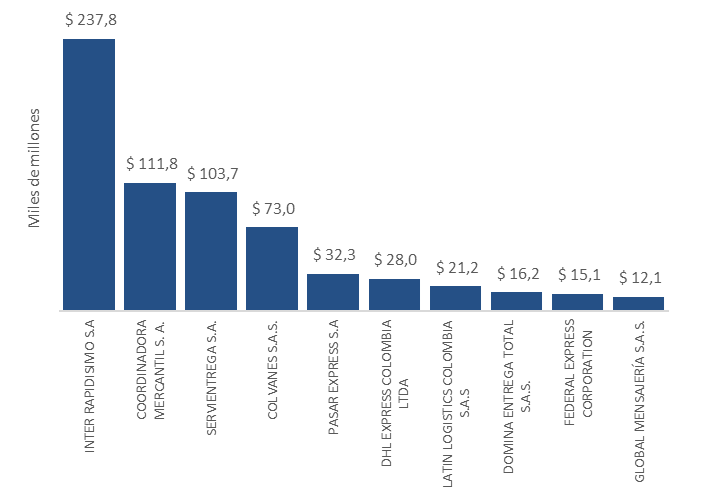 $ 237,8
$ 111,8
$ 103,7
$ 73,0
$ 32,3
$ 28,0
$ 21,2
$ 16,2
$ 15,1
$ 12,1
Miles de millones
INTER RAPIDISIMO S.A
COORDINADORA
MERCANTIL S. A.
SERVIENTREGA S.A.
COLVANES S.A.S.
PASAR EXPRESS S.A
DHL EXPRESS COLOMBIA
LTDA
LATIN LOGISTICS COLOMBIA
S.A.S
DOMINA ENTREGA TOTAL
S.A.S.
FEDERAL EXPRESS
CORPORATION
GLOBAL MENSAJERÍA S.A.S.